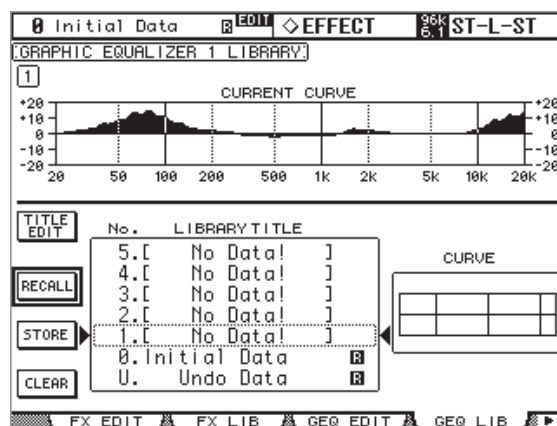 0 Initial Data R EDIT ◇EFFECT 96K 6.1 ST-L-ST
GRAPHIC EQUALIZER 1 LIBRARY
1
CURRENT CURVE
+20 +20
+10 +10
0 0
-10 -10
-20 -20
20 50 100 200 500 1k 2k 5k 10k 20k
TITLE EDIT
No. LIBRARY TITLE
CURVE
5.[ No Data! ]
4.[ No Data! ]
RECALL
3.[ No Data! ]
2.[ No Data! ]
STORE
1.[ No Data! ]
0.Initial Data R
U. Undo Data R
CLEAR
FX EDIT FX LIB GEQ EDIT GEQ LIB